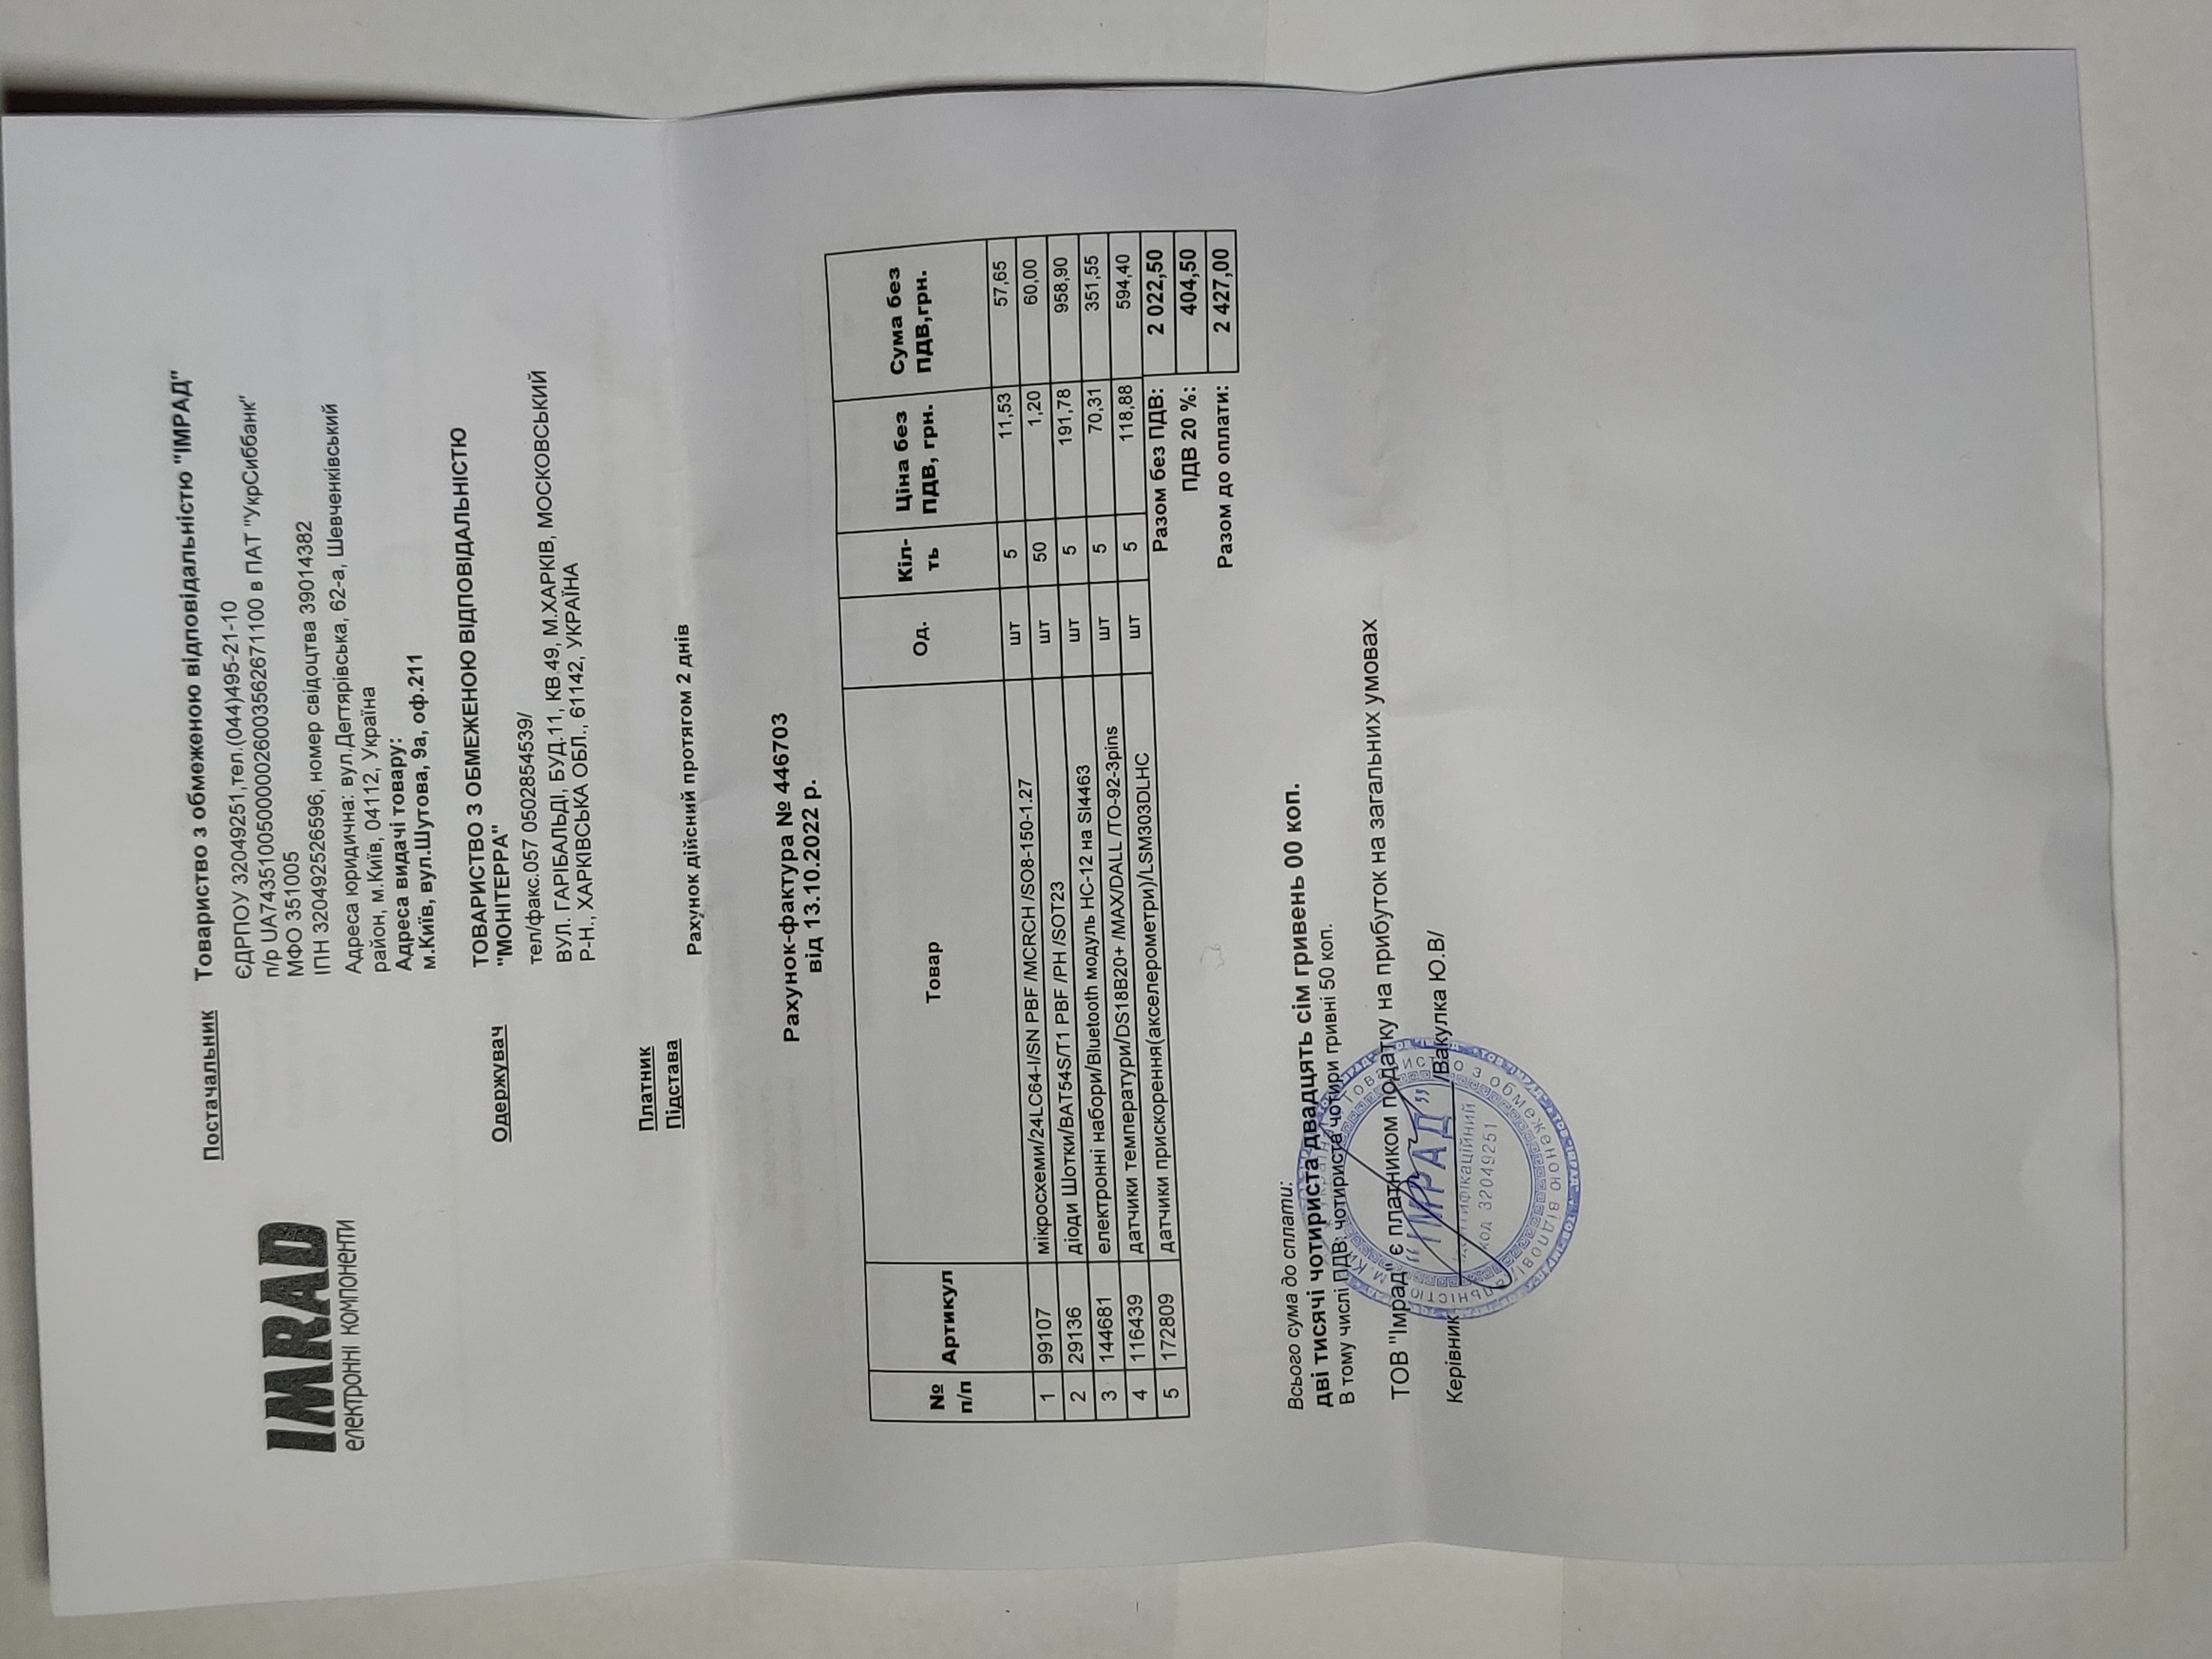 IMRAD
електронні компоненти
Постачальник Товариство з обмеженою відповідальністю "ІМРАД"
ЄДРПОУ 32049251,тел.(044)495-21-10
п/р UA743510050000026003562671100 в ПАТ "УкрСиббанк"
МФО 351005
ІПН 320492526596, номер свідоцтва 39014382
Адреса юридична: вул.Дегтярівська, 62-а, Шевченківський
район, м.Київ, 04112, Україна
Адреса видачі товару:
м.Київ, вул.Шутова, 9а, оф.211
Одержувач ТОВАРИСТВО З ОБМЕЖЕНОЮ ВІДПОВІДАЛЬНІСТЮ
"МОНІТЕРРА"
тел/факс.057 0502854539/
ВУЛ. ГАРІБАЛЬДІ, БУД.11, КВ.49, М.ХАРКІВ, МОСКОВСЬКИЙ
Р-Н., ХАРКІВСЬКА ОБЛ., 61142, УКРАЇНА
Платник
Підстава Рахунок дійсний протягом 2 днів
Рахунок-фактура № 446703
від 13.10.2022 р.
№ п/п Артикул Товар Од. Кіл-ть Ціна без ПДВ, грн. Сума без ПДВ,грн.
1 99107 мікросхеми/24LC64-I/SN PBF /MCRCH /SO8-150-1.27 шт 5 11,53 57,65
2 29136 діоди Шотки/BAT54S/T1 PBF /PH /SOT23 шт 50 1,20 60,00
3 144681 електронні набори/Bluetooth модуль HC-12 на SI4463 шт 5 191,78 958,90
4 116439 датчики температури/DS18B20+ /MAX/DALL /TO-92-3pins шт 5 70,31 351,55
5 172809 датчики прискорення(акселерометри)/LSM303DLHC шт 5 118,88 594,40
Разом без ПДВ: 2 022,50
ПДВ 20 %: 404,50
Разом до оплати: 2 427,00
Всього сума до сплати:
дві тисячі чотириста двадцять сім гривень 00 коп.
В тому числі ПДВ: чотириста чотири гривні 50 коп.
ТОВ "Імрад" є платником податку на прибуток на загальних умовах
Керівник /Вакулка Ю.В/
"ІМРАД"
код 32049251